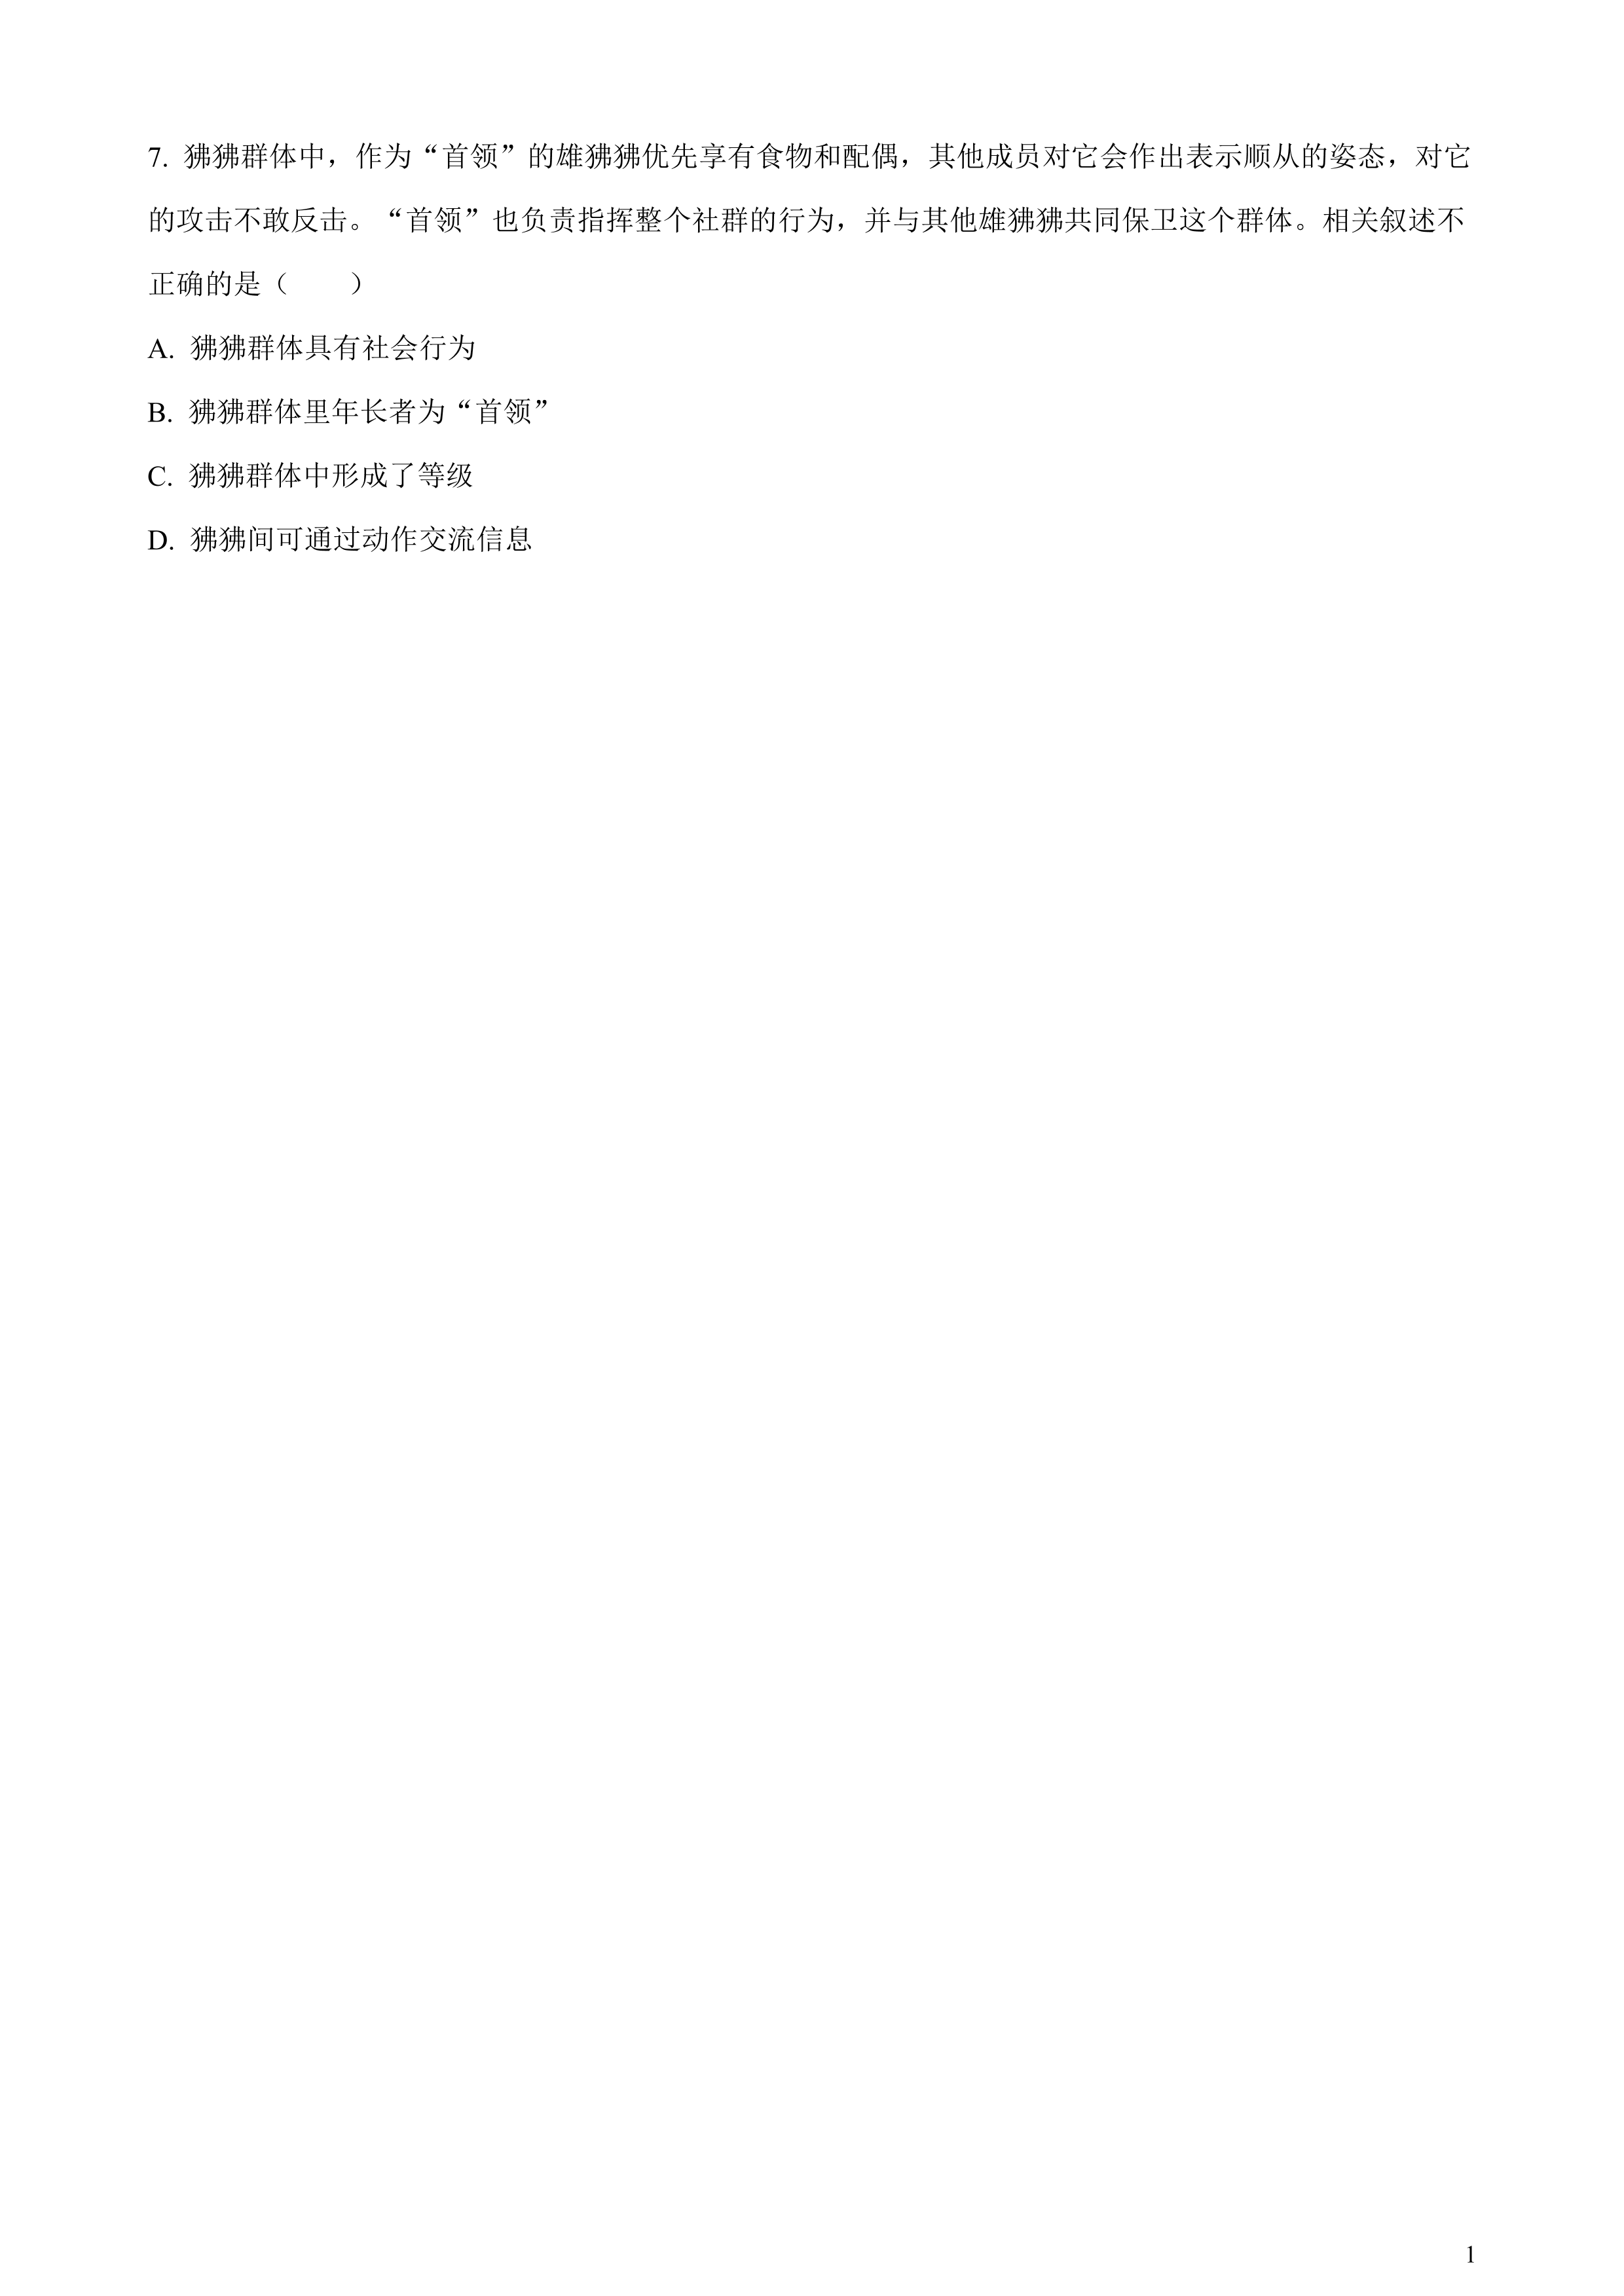 7. 狒狒群体中，作为“首领”的雄狒狒优先享有食物和配偶，其他成员对它会作出表示顺从的姿态，对它
的攻击不敢反击。“首领”也负责指挥整个社群的行为，并与其他雄狒狒共同保卫这个群体。相关叙述不
正确的是（　　）
A. 狒狒群体具有社会行为
B. 狒狒群体里年长者为“首领”
C. 狒狒群体中形成了等级
D. 狒狒间可通过动作交流信息
1